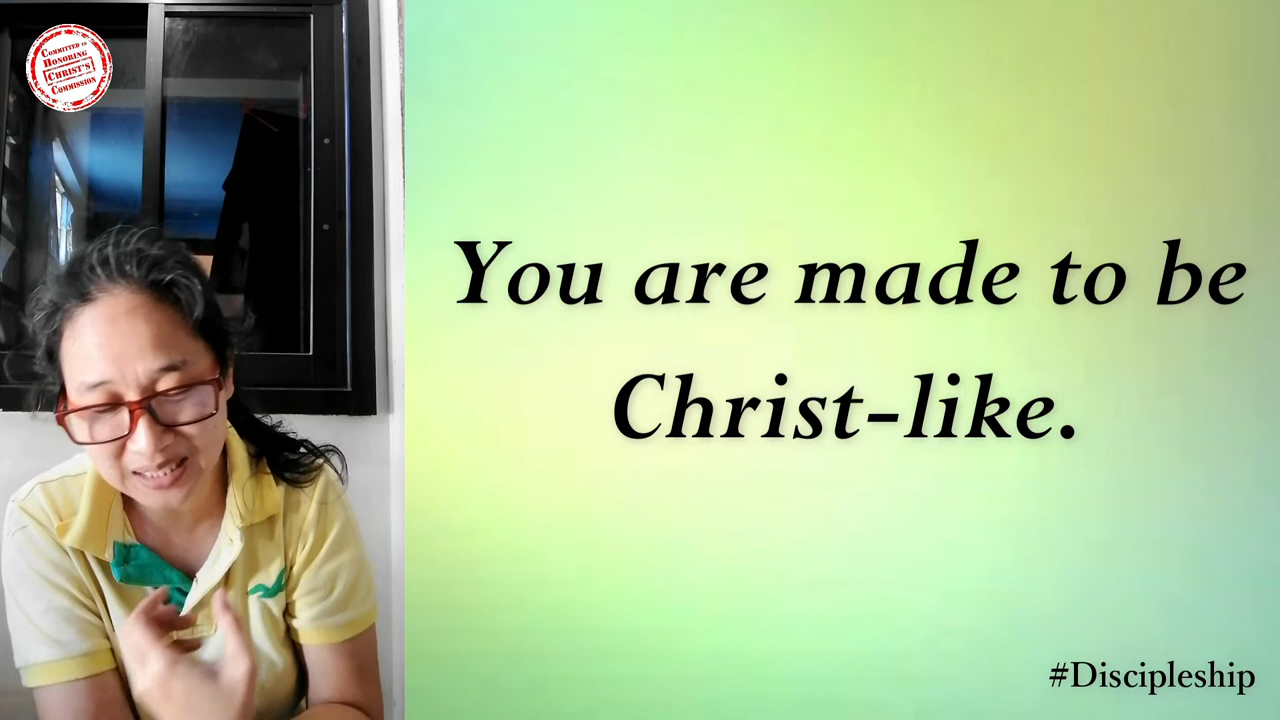 COMMITTED TO
HONORING
CHRIST'S
COMMISSION
You are made to be
Christ-like.
#Discipleship